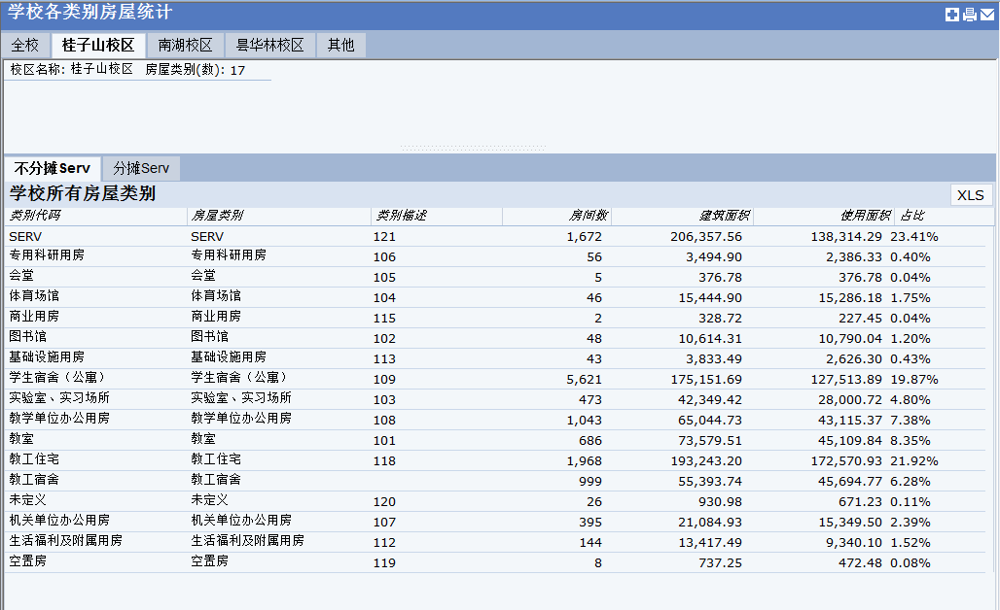 学校各类别房屋统计
全校 桂子山校区 南湖校区 昙华林校区 其他
校区名称: 桂子山校区 房屋类别(数): 17
不分摊Serv 分摊Serv
学校所有房屋类别 XLS
类别代码 房屋类别 类别描述 房间数 建筑面积 使用面积 占比
SERV SERV 121 1,672 206,357.56 138,314.29 23.41%
专用科研用房 专用科研用房 106 56 3,494.90 2,386.33 0.40%
会堂 会堂 105 5 376.78 376.78 0.04%
体育场馆 体育场馆 104 46 15,444.90 15,286.18 1.75%
商业用房 商业用房 115 2 328.72 227.45 0.04%
图书馆 图书馆 102 48 10,614.31 10,790.04 1.20%
基础设施用房 基础设施用房 113 43 3,833.49 2,626.30 0.43%
学生宿舍（公寓） 学生宿舍（公寓） 109 5,621 175,151.69 127,513.89 19.87%
实验室、实习场所 实验室、实习场所 103 473 42,349.42 28,000.72 4.80%
教学单位办公用房 教学单位办公用房 108 1,043 65,044.73 43,115.37 7.38%
教室 教室 101 686 73,579.51 45,109.84 8.35%
教工住宅 教工住宅 118 1,968 193,243.20 172,570.93 21.92%
教工宿舍 教工宿舍 999 55,393.74 45,694.77 6.28%
未定义 未定义 120 26 930.98 671.23 0.11%
机关单位办公用房 机关单位办公用房 107 395 21,084.93 15,349.50 2.39%
生活福利及附属用房 生活福利及附属用房 112 144 13,417.49 9,340.10 1.52%
空置房 空置房 119 8 737.25 472.48 0.08%